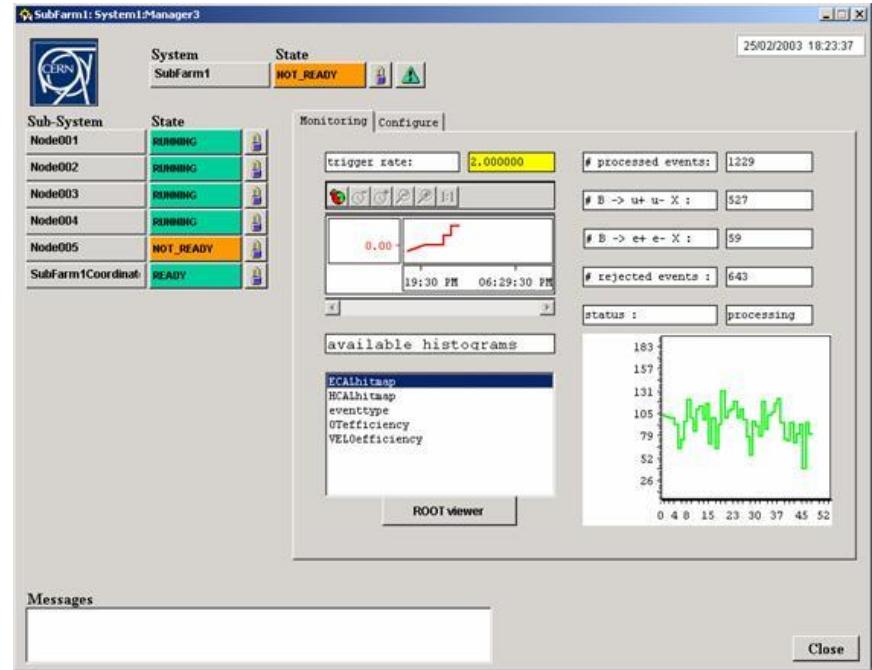 SubFarm1: System1:Manager3
25/02/2003 18:23:37
CERN
System State
SubFarm1 NOT_READY
Sub-System State
Node001 RUNNING
Node002 RUNNING
Node003 RUNNING
Node004 RUNNING
Node005 NOT_READY
SubFarm1Coordinat READY
Monitoring Configure
trigger rate: 2.000000
1:1
0.00
19:30 PM 06:29:30 PM
available histograms
ECALhitmap
HCALhitmap
eventtype
OTefficiency
VELOefficiency
ROOT viewer
# processed events: 1229
# B -> u+ u- X : 527
# B -> e+ e- X : 59
# rejected events : 643
status : processing
183
157
131
105
79
52
26
0 4 8 15 23 30 37 45 52
Messages
Close